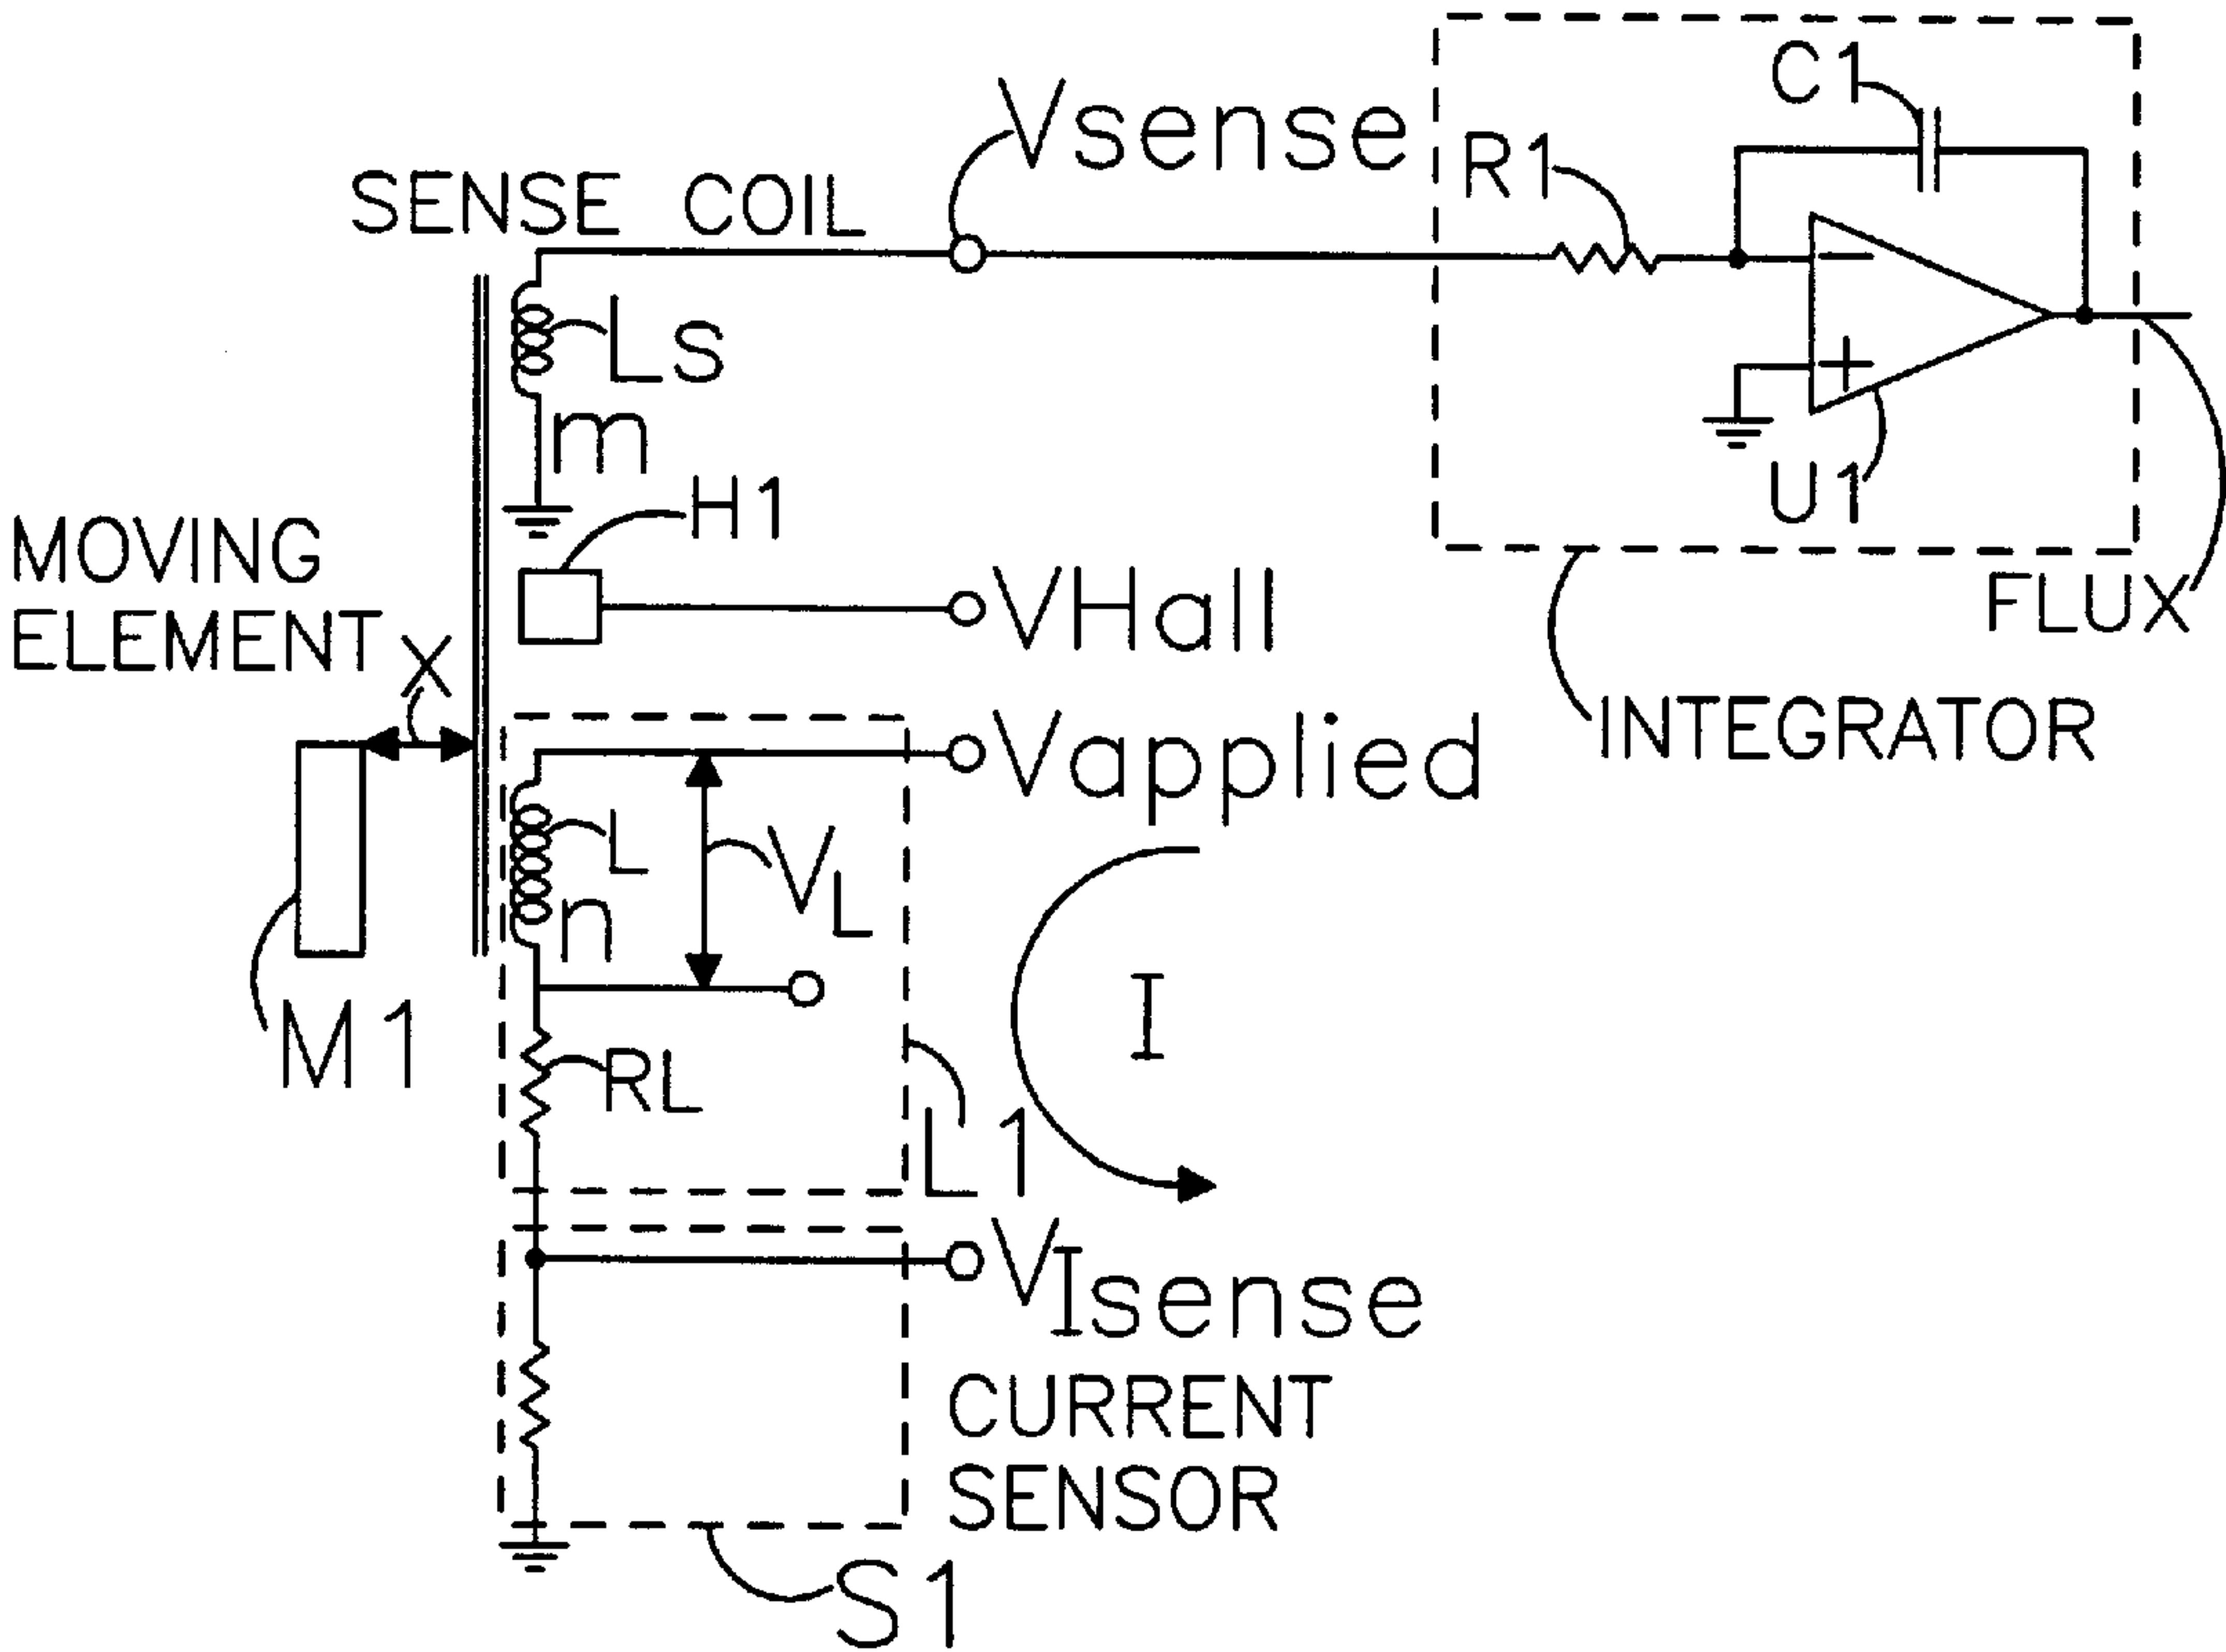 C1
Vsense
R1
SENSE COIL
Ls
m
−
+
U1
H1
MOVING
ELEMENT
X
VHall
FLUX
INTEGRATOR
Vapplied
L
VL
n
I
M1
RL
L1
VIsense
CURRENT
SENSOR
S1